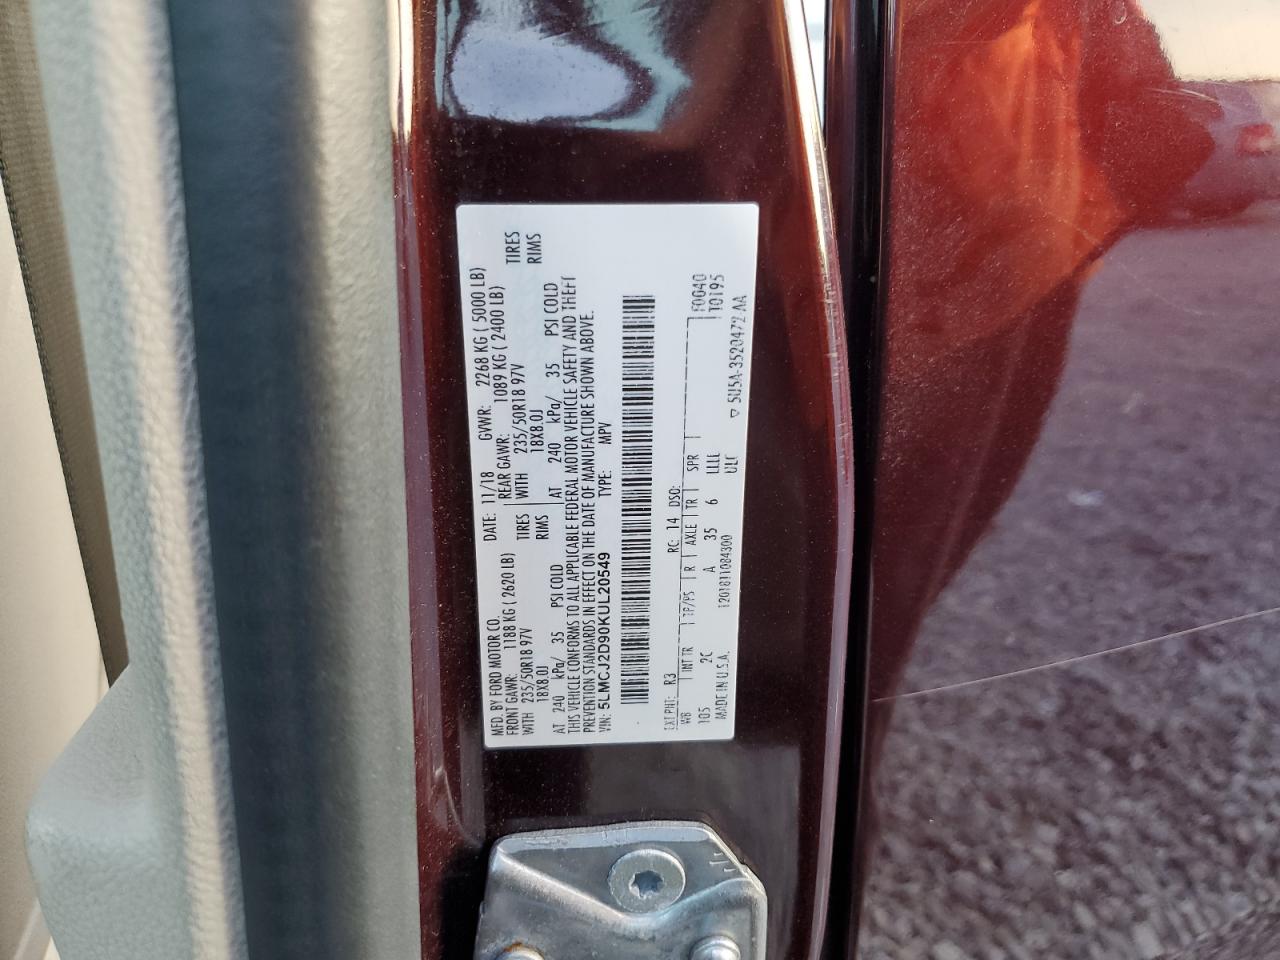 MFD. BY FORD MOTOR CO.
DATE: 11/18
GVWR: 2268 KG ( 5000 LB)
FRONT GAWR: 1188 KG ( 2620 LB)
REAR GAWR: 1089 KG ( 2400 LB)
WITH 235/50R18 97V TIRES
WITH 235/50R18 97V TIRES
18X8.0J RIMS
18X8.0J RIMS
AT 240 kPa/ 35 PSI COLD
AT 240 kPa/ 35 PSI COLD
THIS VEHICLE CONFORMS TO ALL APPLICABLE FEDERAL MOTOR VEHICLE SAFETY AND THEFT
PREVENTION STANDARDS IN EFFECT ON THE DATE OF MANUFACTURE SHOWN ABOVE.
VIN: 5LMCJ2D90KUL20549
TYPE: MPV
EXT PNT: R3 RC: 14 DSO: F0040
WB INT TR TP/PS R AXLE TR SPR T0195
105 2C A 35 6 LLLL
MADE IN U.S.A. 1201811084300 ULC
5U5A-3520472 AA